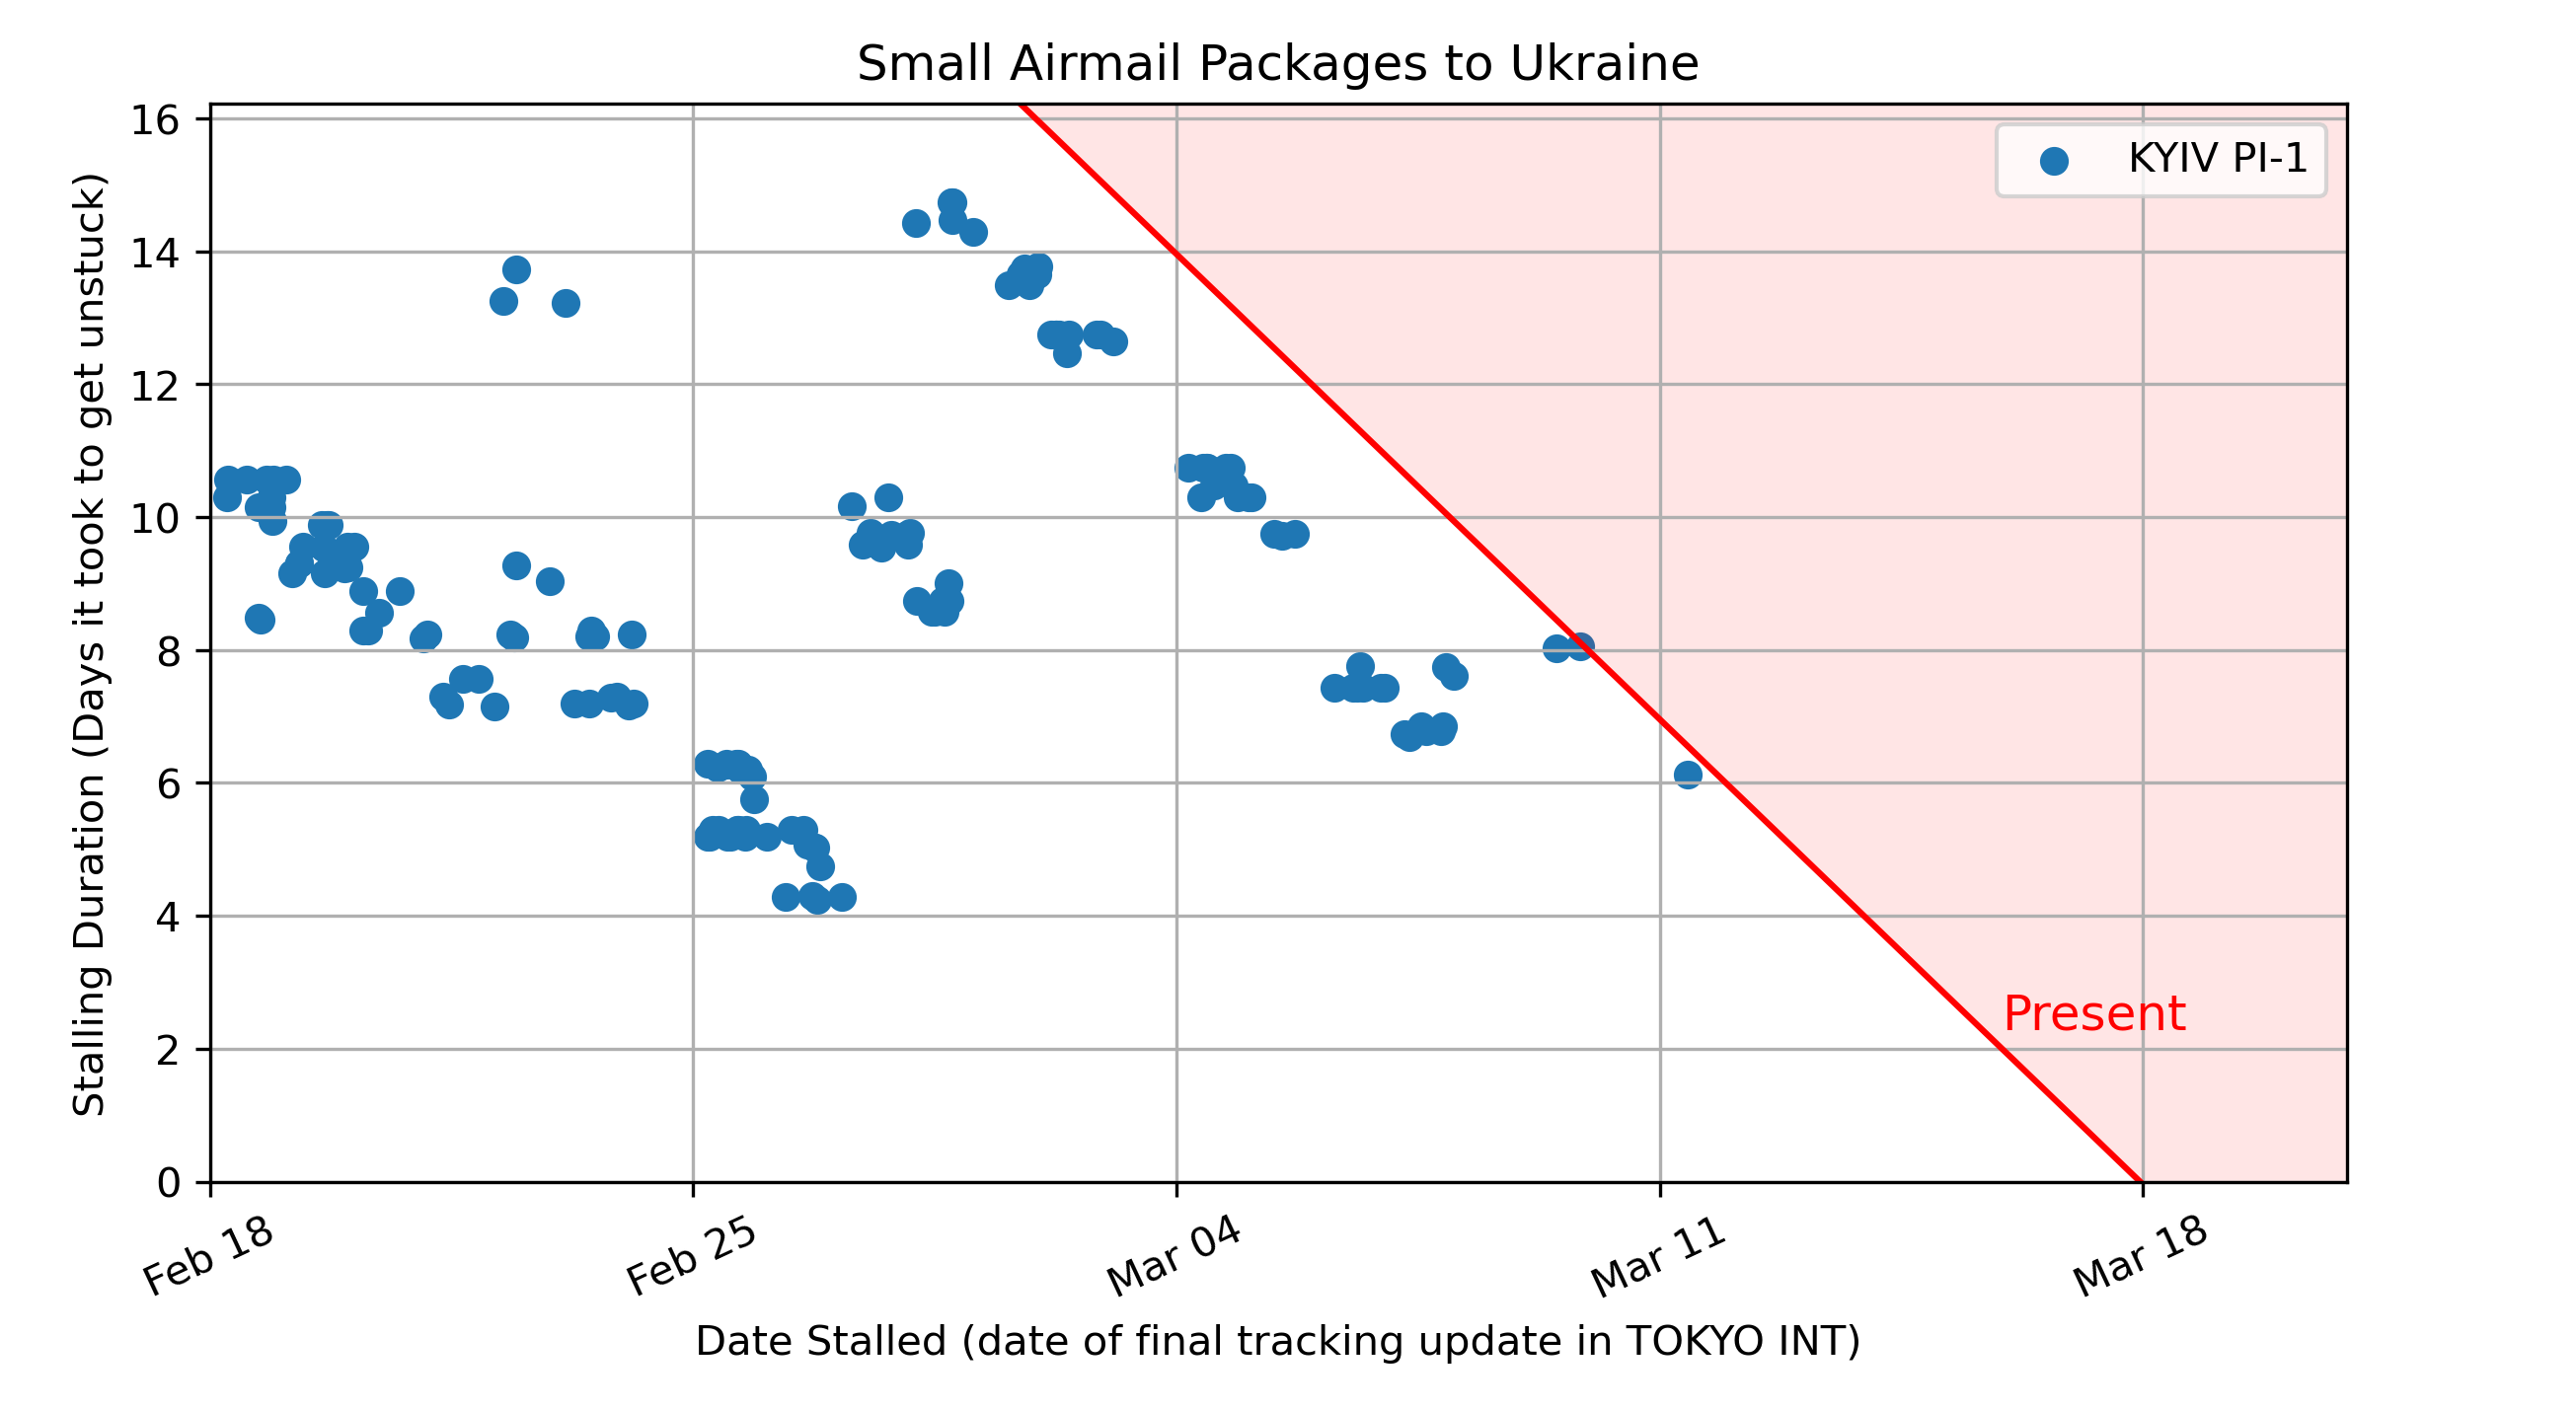 Small Airmail Packages to Ukraine
Stalling Duration (Days it took to get unstuck)
16
14
12
10
8
6
4
2
0
KYIV PI-1
Present
Feb 18
Feb 25
Mar 04
Mar 11
Mar 18
Date Stalled (date of final tracking update in TOKYO INT)